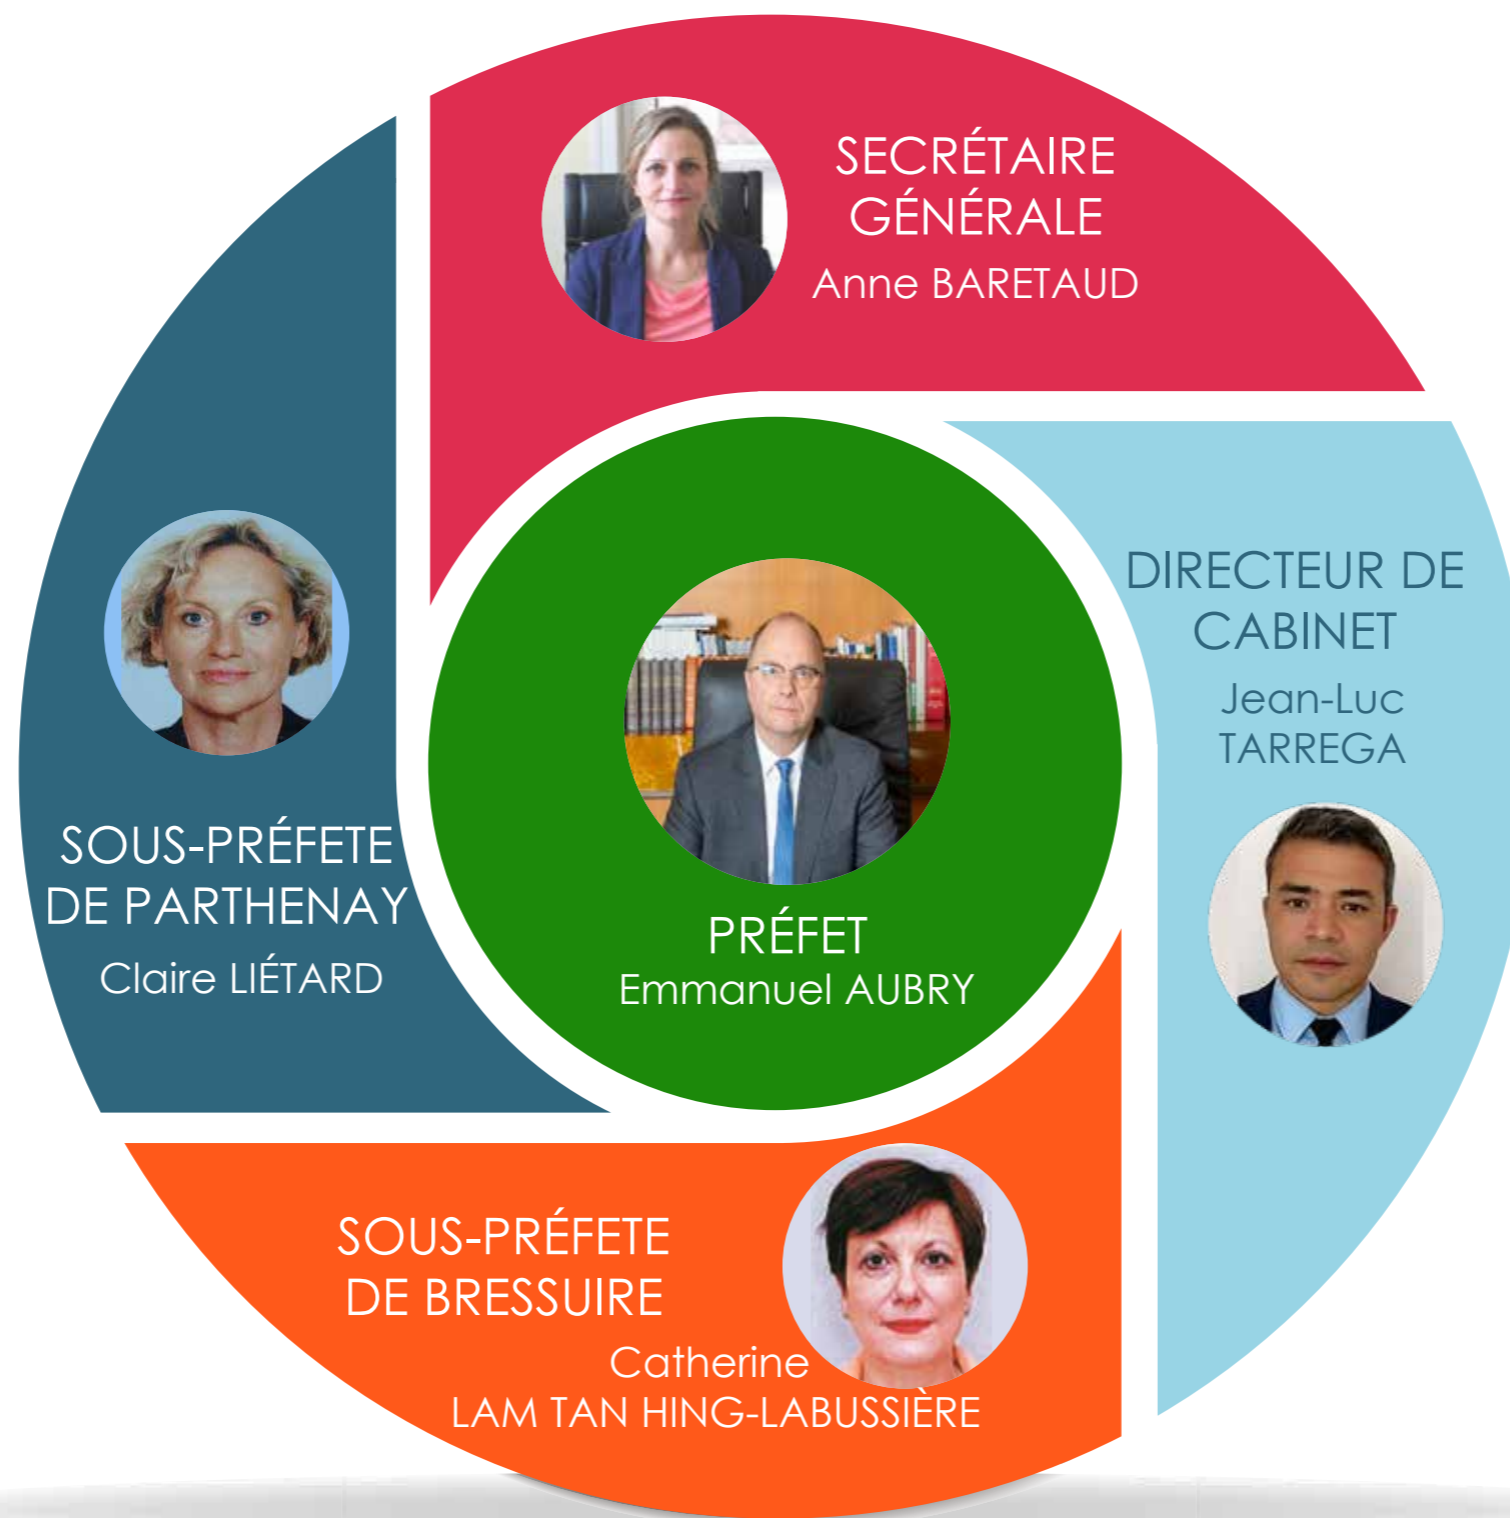 SECRÉTAIRE
GÉNÉRALE
Anne BARETAUD
DIRECTEUR DE
CABINET
Jean-Luc
TARREGA
SOUS-PRÉFETE
DE PARTHENAY
Claire LIÉTARD
PRÉFET
Emmanuel AUBRY
SOUS-PRÉFETE
DE BRESSUIRE
Catherine
LAM TAN HING-LABUSSIÈRE